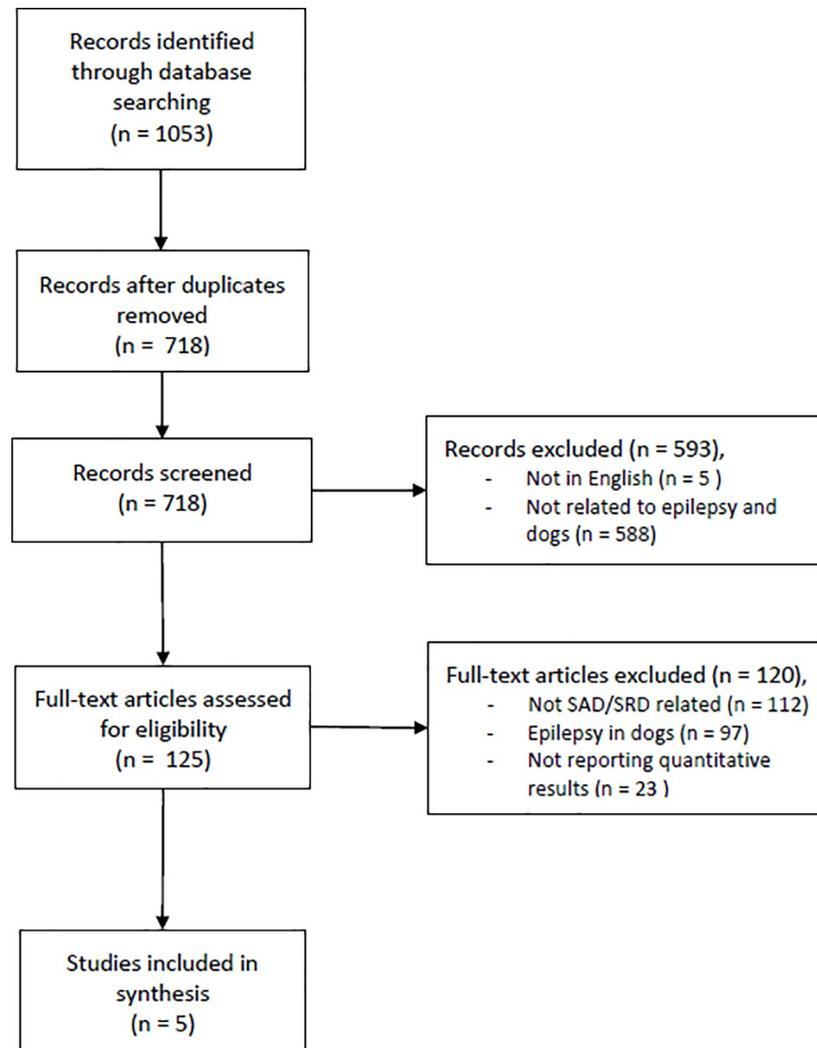 Records identified
through database
searching
(n = 1053)
Records after duplicates
removed
(n =  718)
Records screened
(n = 718)
Records excluded (n = 593),
- Not in English (n = 5 )
- Not related to epilepsy and
dogs (n = 588)
Full-text articles assessed
for eligibility
(n =  125)
Full-text articles excluded (n = 120),
- Not SAD/SRD related (n = 112)
- Epilepsy in dogs (n = 97)
- Not reporting quantitative
results (n = 23 )
Studies included in
synthesis
(n = 5)